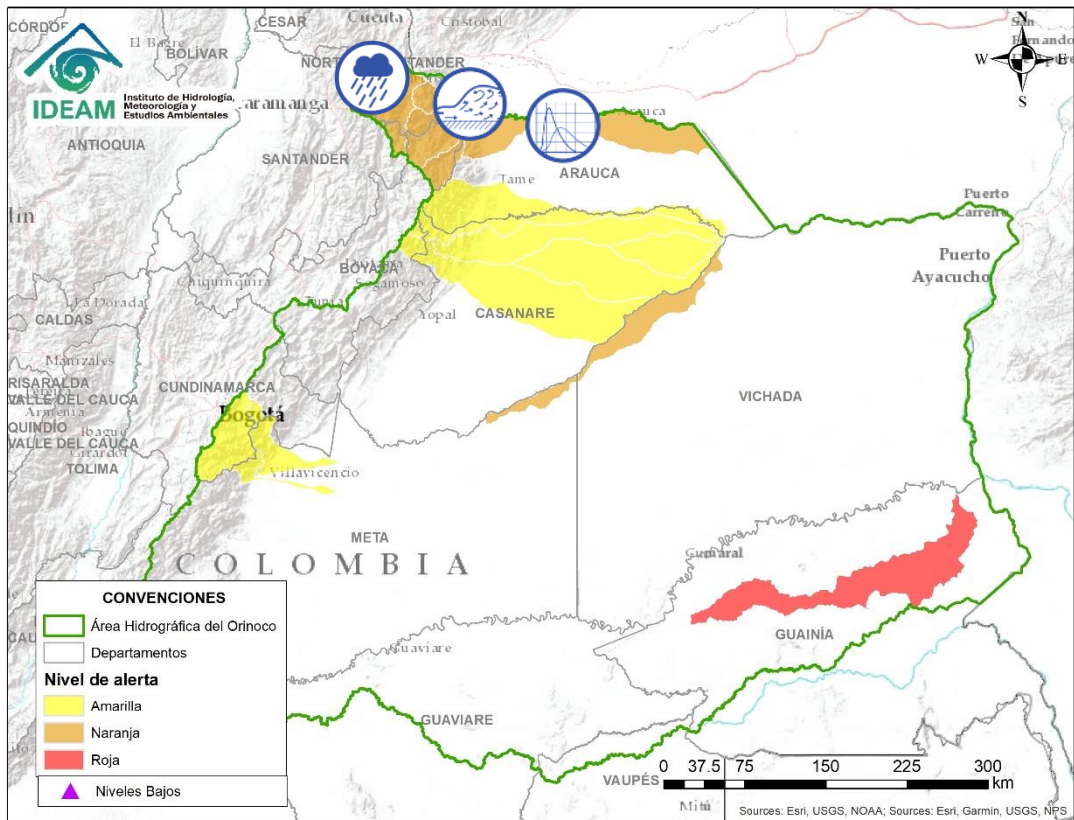 CÓRDOBA
CESAR
Cucuta
Cristobal
El Bagre
BOLÍVAR
San
Fernando
De Apure
W
E
N
S
IDEAM
Instituto de Hidrología,
Meteorología y
Estudios Ambientales
Arauca
ANTIOQUIA
SANTANDER
Tame
ARAUCA
Puerto
Carreño
Puerto
Ayacucho
BOYACÁ
Sogamoso
Chiquinquira
La Dorada
Tunja
CALDAS
Yopal
CASANARE
Manizales
RISARALDA
CUNDINAMARCA
VICHADA
VALLE DEL CAUCA
Armenia
Bogotá
QUINDÍO
Ibague
VALLE DEL CAUCA
Girardot
TOLIMA
Villavicencio
META
COLOMBIA
GUAINÍA
CONVENCIONES
Área Hidrográfica del Orinoco
Departamentos
Nivel de alerta
Amarilla
Naranja
Roja
Niveles Bajos
GUAVIARE
VAUPÉS
Mitú
0 37.5 75 150 225 300
km
Sources: Esri, USGS, NOAA; Sources: Esri, Garmin, USGS, NPS